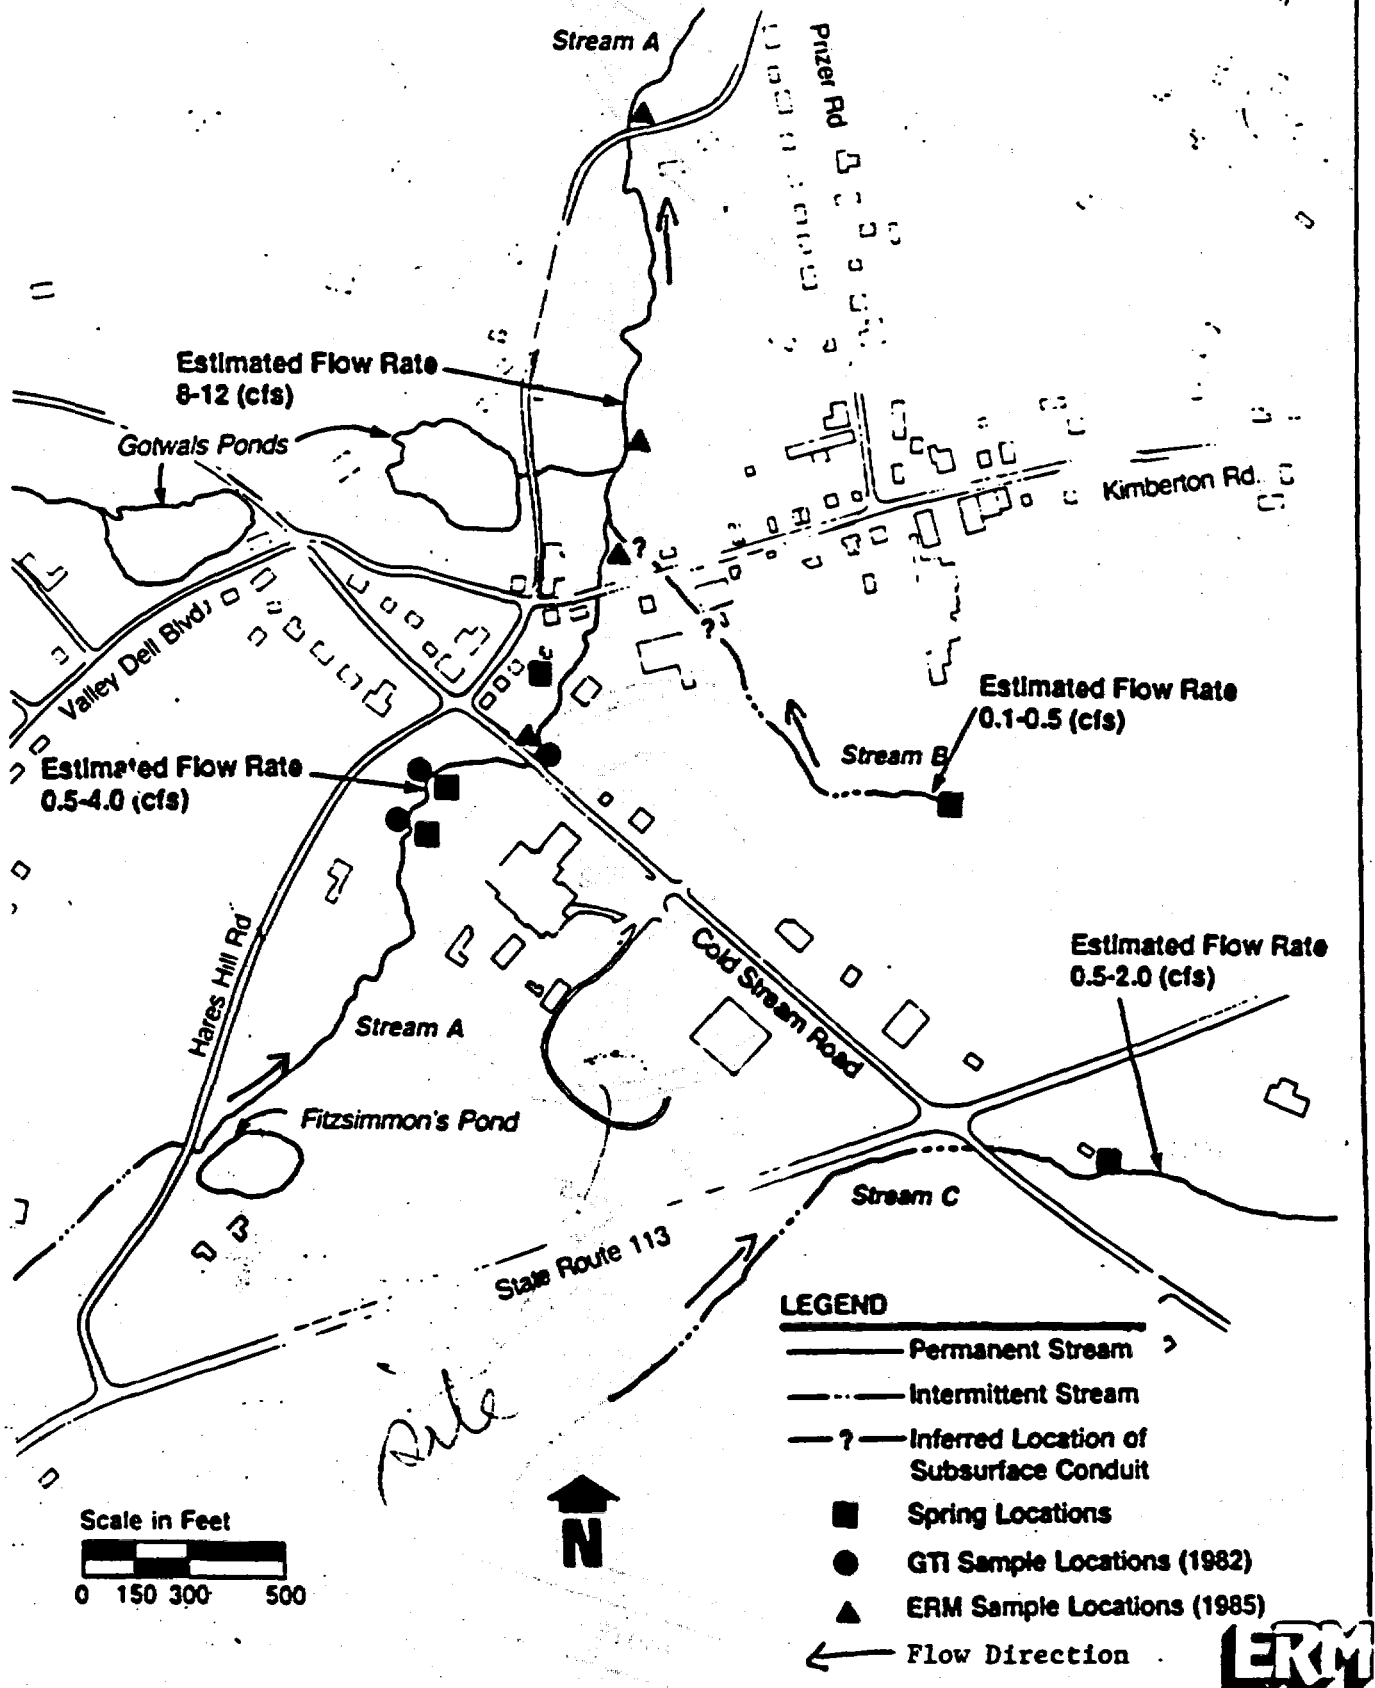 Stream A
Prizer Rd
Estimated Flow Rate
8-12 (cfs)
Gotwals Ponds
Kimberton Rd.
?
?
Valley Dell Blvd.
Estimated Flow Rate
0.1-0.5 (cfs)
Stream B
Estimated Flow Rate
0.5-4.0 (cfs)
Hares Hill Rd
Cold Stream Road
Estimated Flow Rate
0.5-2.0 (cfs)
Stream A
Fitzsimmon's Pond
Stream C
State Route 113
site
LEGEND
Permanent Stream
Intermittent Stream
? Inferred Location of
Subsurface Conduit
Spring Locations
GTI Sample Locations (1982)
ERM Sample Locations (1985)
Flow Direction
Scale in Feet
0 150 300 500
N
ERM